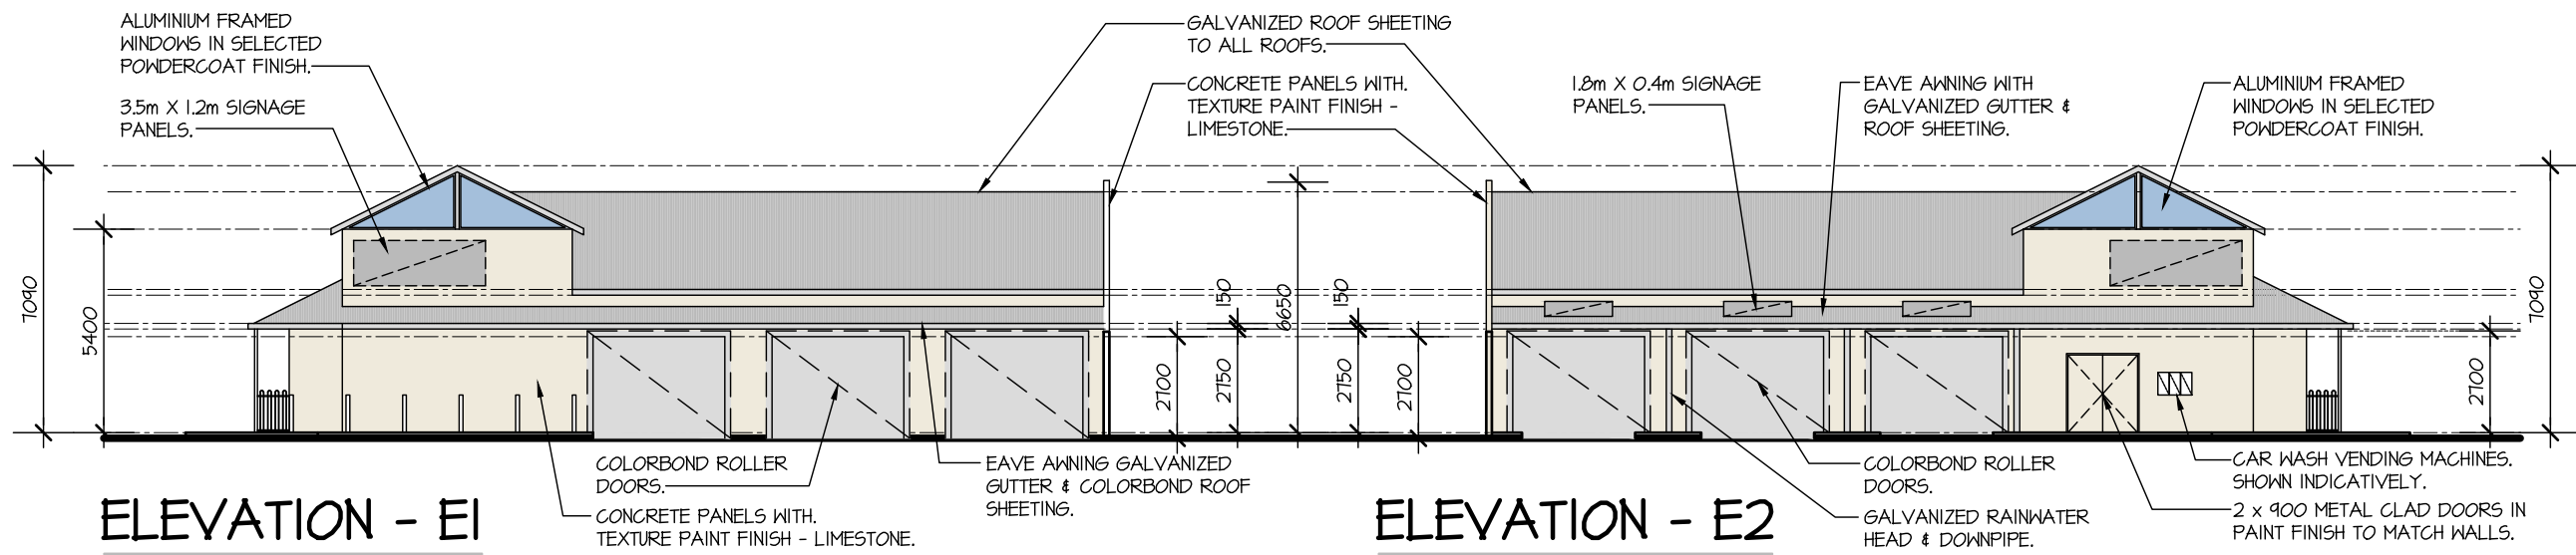 ALUMINIUM FRAMED
WINDOWS IN SELECTED
POWDERCOAT FINISH.
3.5m X 1.2m SIGNAGE
PANELS.
GALVANIZED ROOF SHEETING
TO ALL ROOFS.
CONCRETE PANELS WITH.
TEXTURE PAINT FINISH -
LIMESTONE.
1.8m X 0.4m SIGNAGE
PANELS.
EAVE AWNING WITH
GALVANIZED GUTTER &
ROOF SHEETING.
ALUMINIUM FRAMED
WINDOWS IN SELECTED
POWDERCOAT FINISH.
7090
5400
2100
2750
150
6650
2750
150
2100
2100
7090
COLORBOND ROLLER
DOORS.
CONCRETE PANELS WITH.
TEXTURE PAINT FINISH - LIMESTONE.
EAVE AWNING GALVANIZED
GUTTER & COLORBOND ROOF
SHEETING.
COLORBOND ROLLER
DOORS.
GALVANIZED RAINWATER
HEAD & DOWNPIPE.
CAR WASH VENDING MACHINES.
SHOWN INDICATIVELY.
2 x 900 METAL CLAD DOORS IN
PAINT FINISH TO MATCH WALLS.
ELEVATION - E1
ELEVATION - E2